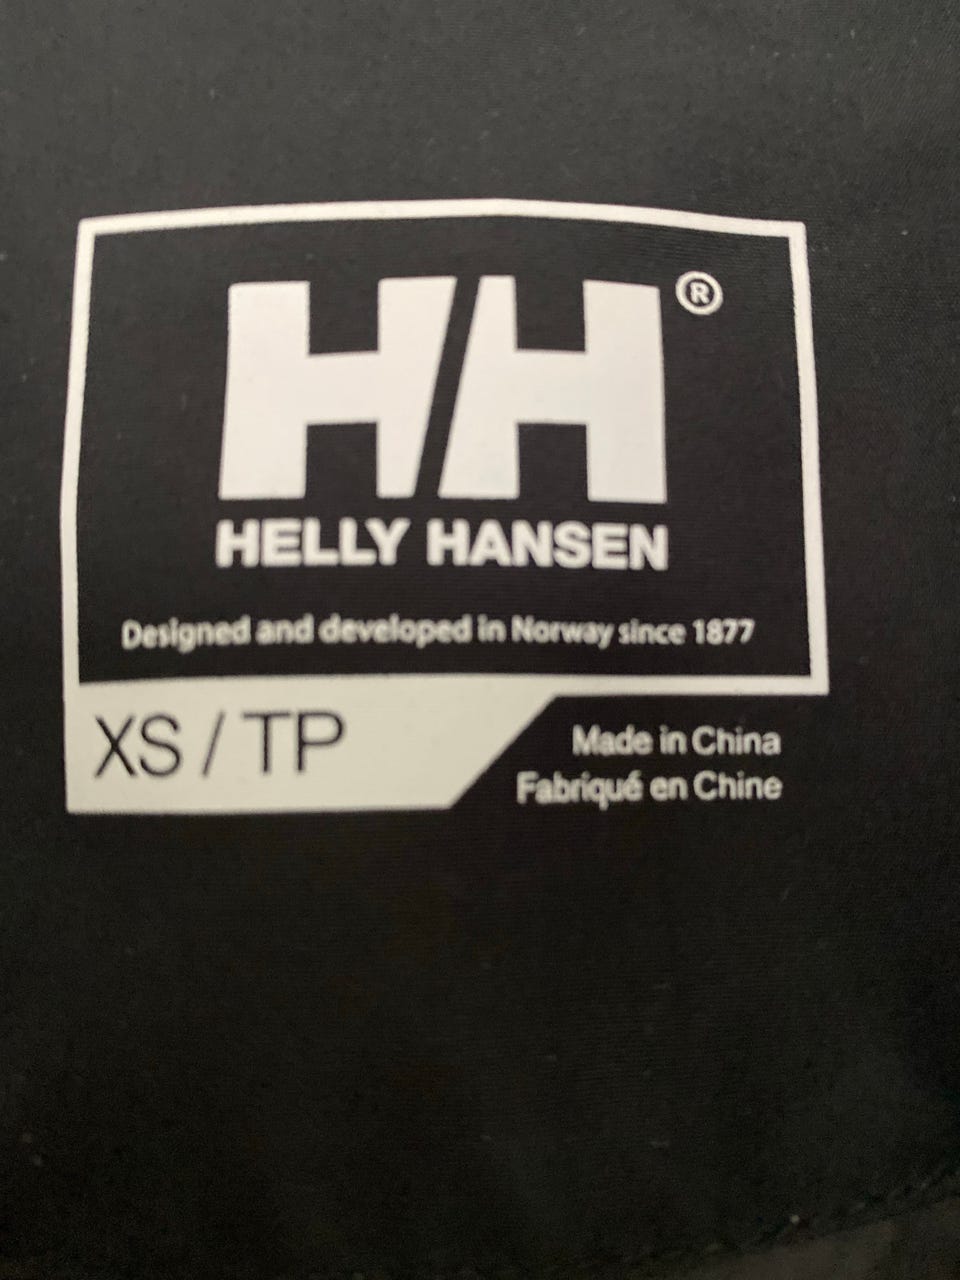 HH®
HELLY HANSEN
Designed and developed in Norway since 1877
XS / TP
Made in China
Fabriqué en Chine